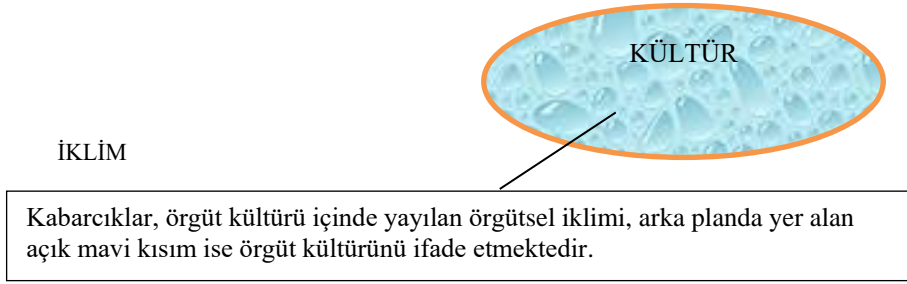 KÜLTÜR
İKLİM
Kabarcıklar, örgüt kültürü içinde yayılan örgütsel iklimi, arka planda yer alan
açık mavi kısım ise örgüt kültürünü ifade etmektedir.